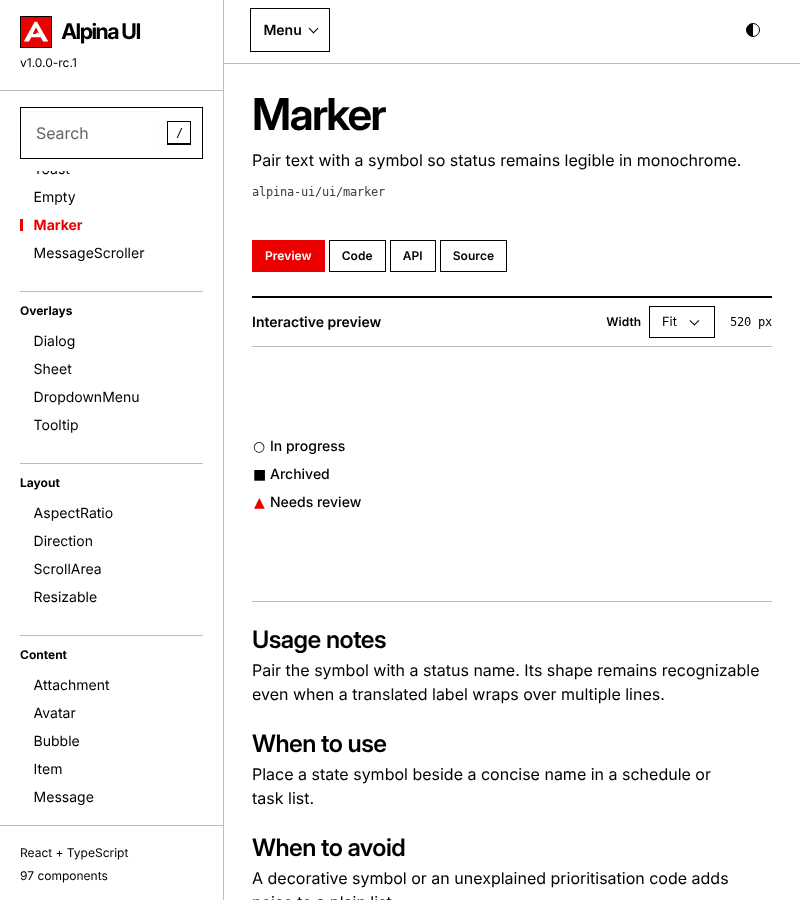 Alpina UI
v1.0.0-rc.1
Search /
Toast
Empty
Marker
MessageScroller
Overlays
Dialog
Sheet
DropdownMenu
Tooltip
Layout
AspectRatio
Direction
ScrollArea
Resizable
Content
Attachment
Avatar
Bubble
Item
Message
React + TypeScript
97 components
Menu
Marker
Pair text with a symbol so status remains legible in monochrome.
alpina-ui/ui/marker
Preview Code API Source
Interactive preview Width Fit 520 px
In progress
Archived
Needs review
Usage notes
Pair the symbol with a status name. Its shape remains recognizable
even when a translated label wraps over multiple lines.
When to use
Place a state symbol beside a concise name in a schedule or
task list.
When to avoid
A decorative symbol or an unexplained prioritisation code adds
noise to a plain list.